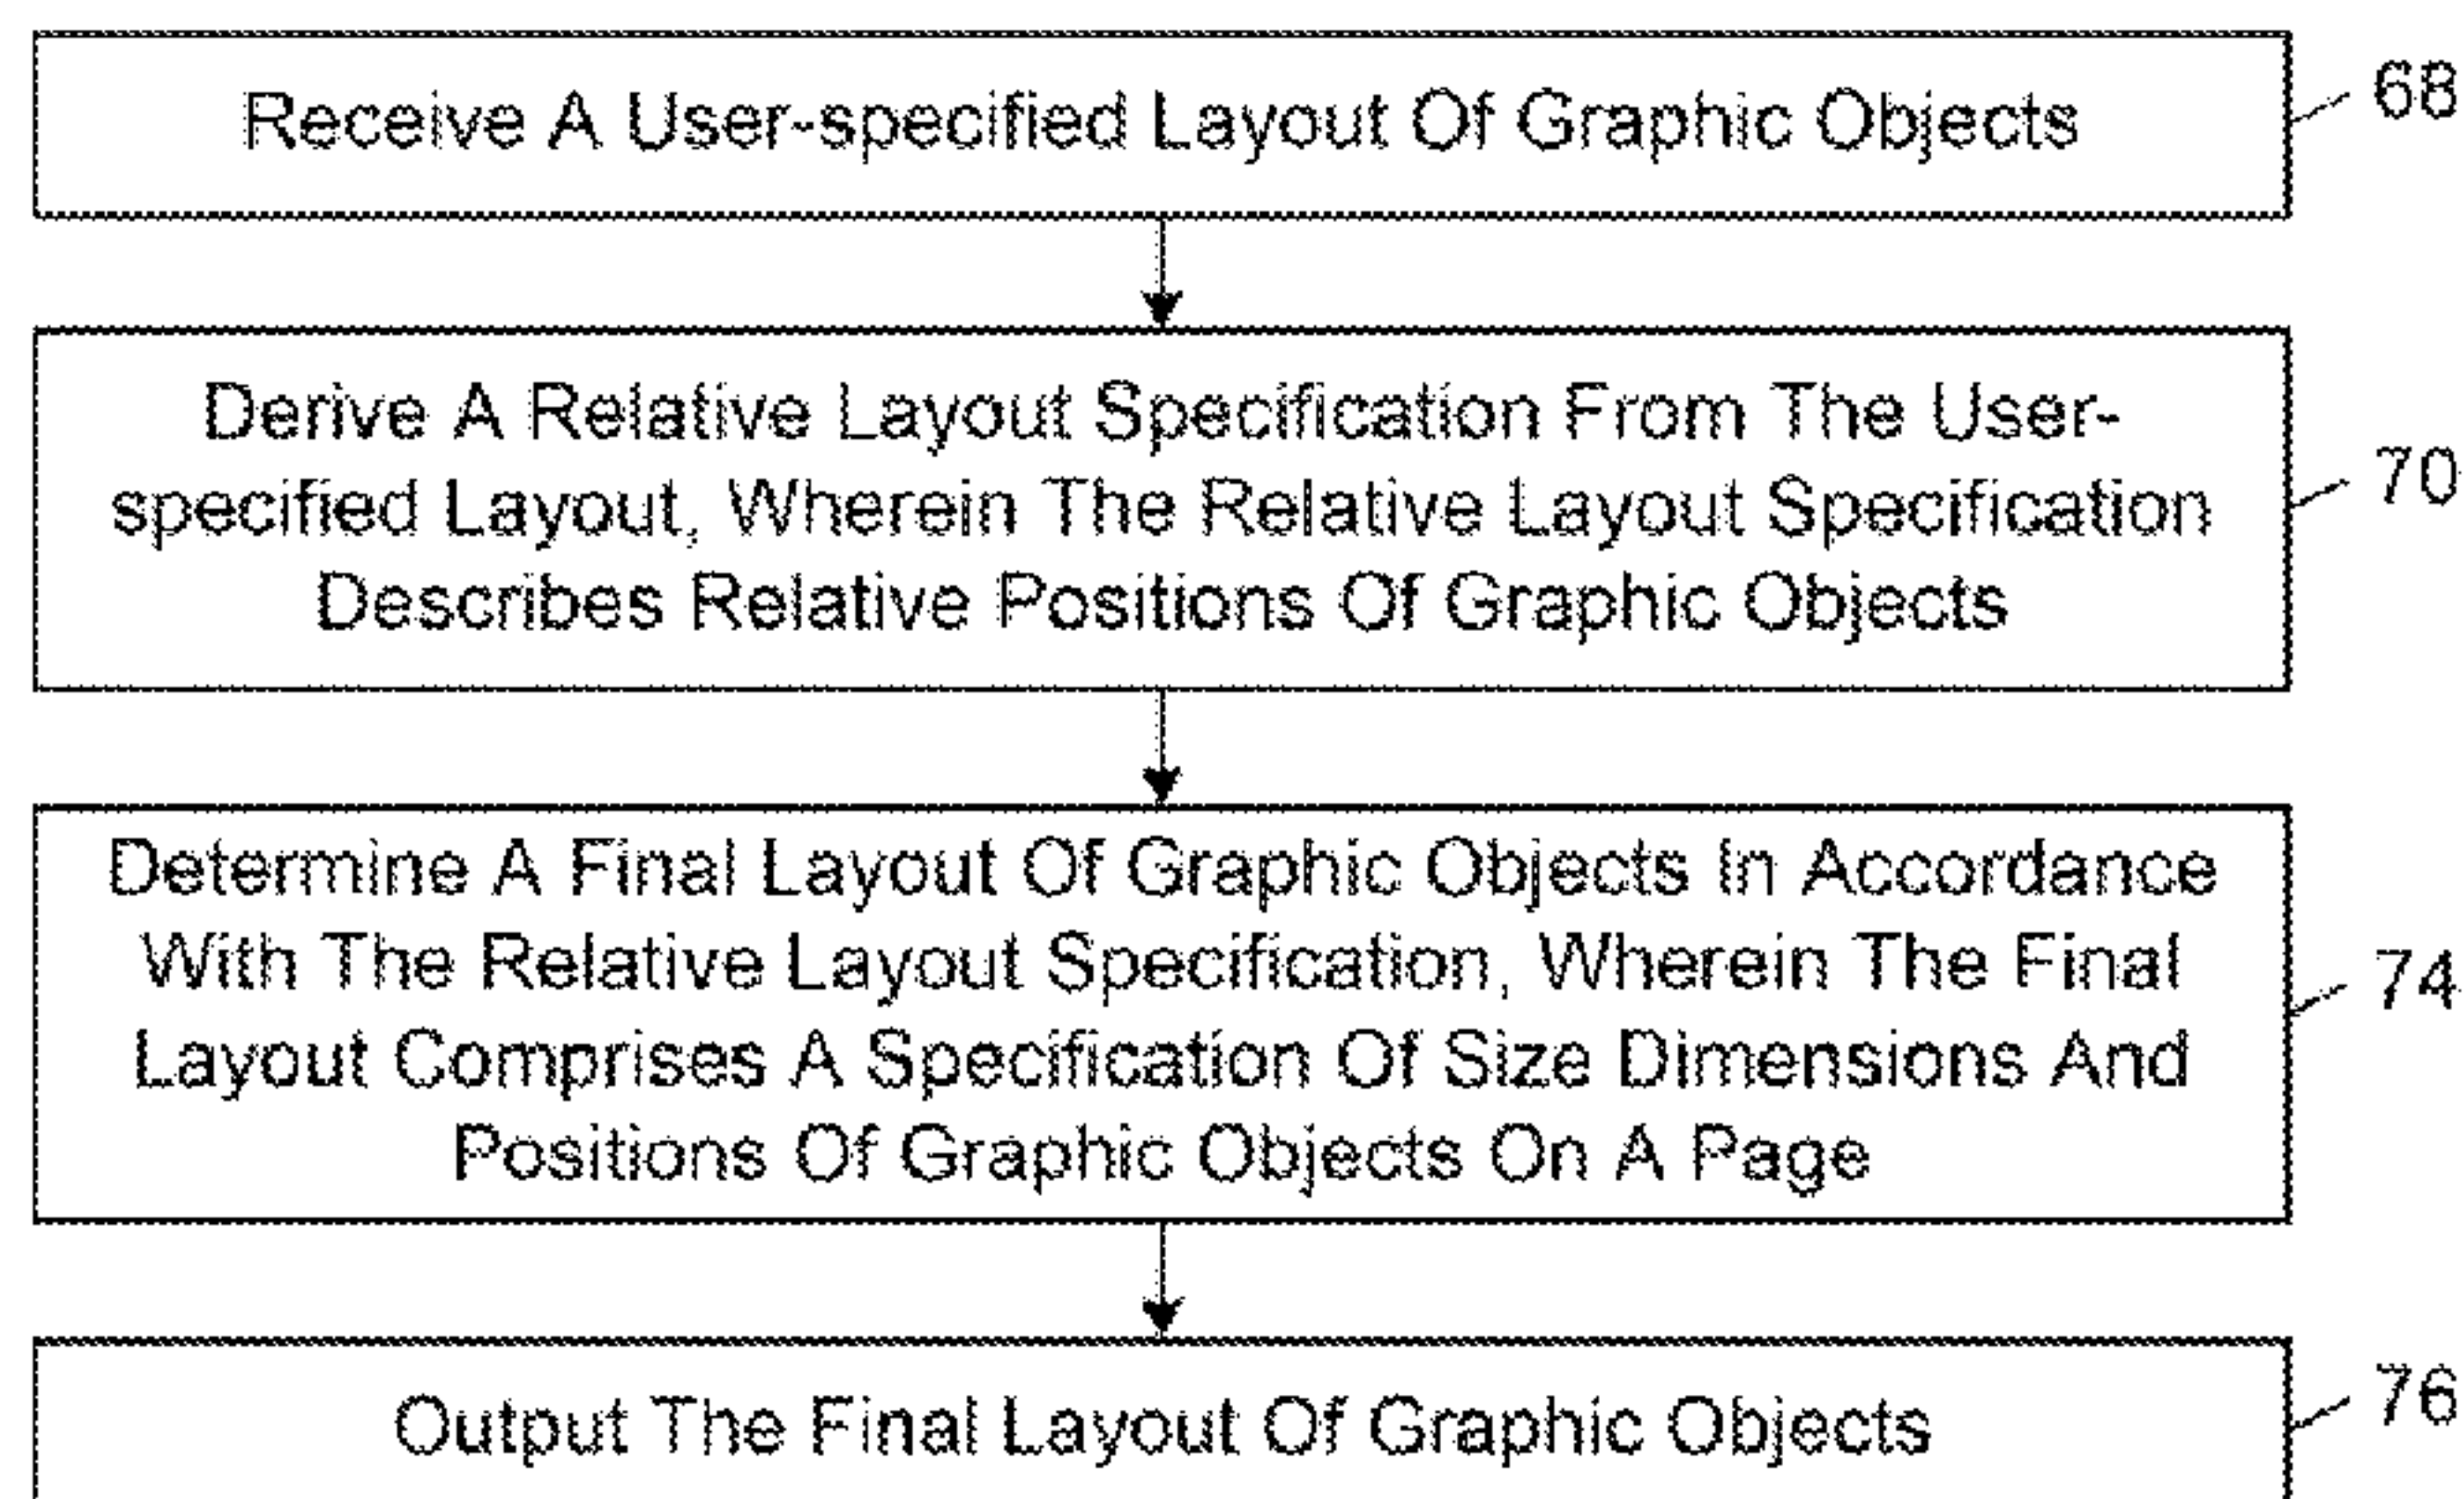 Receive A User-specified Layout Of Graphic Objects
68
Derive A Relative Layout Specification From The User-
specified Layout, Wherein The Relative Layout Specification
Describes Relative Positions Of Graphic Objects
70
Determine A Final Layout Of Graphic Objects In Accordance
With The Relative Layout Specification, Wherein The Final
Layout Comprises A Specification Of Size Dimensions And
Positions Of Graphic Objects On A Page
74
Output The Final Layout Of Graphic Objects
76